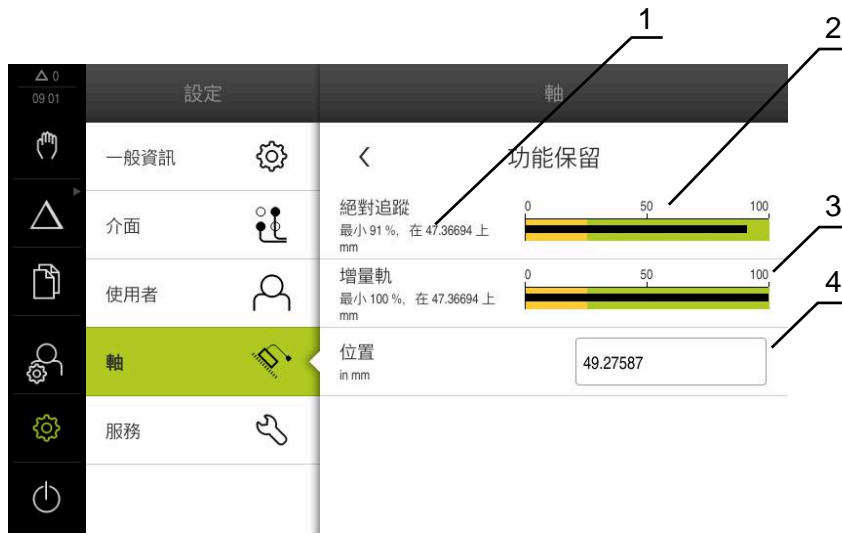 1
2
△ 0
09 01
設定
軸
一般資訊
功能保留
絕對追蹤
最小 91 %, 在 47.36694 上
mm
0 50 100
介面
3
增量軌
最小 100 %, 在 47.36694 上
mm
0 50 100
使用者
4
軸
位置
in mm
49.27587
服務